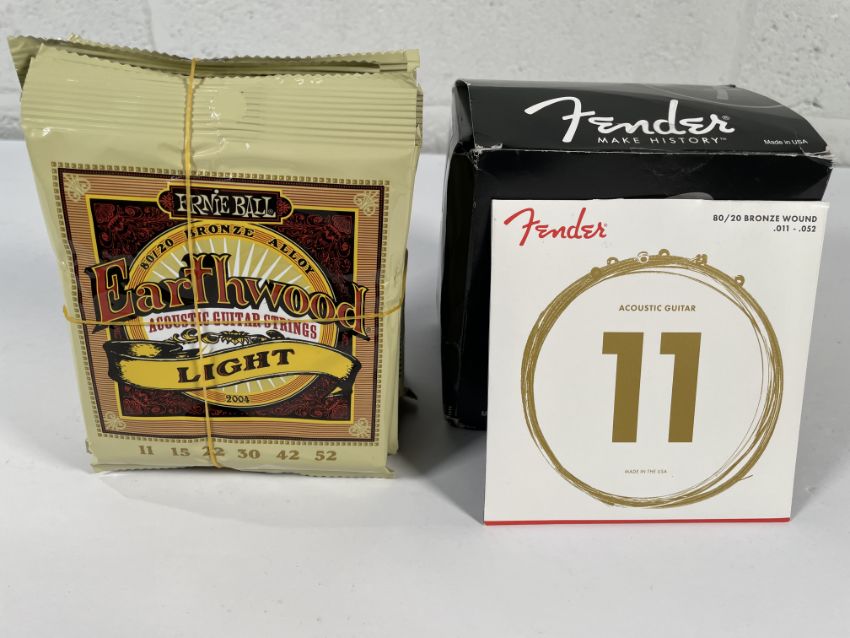 ERNIE BALL
80/20 BRONZE ALLOY
Earthwood
ACOUSTIC GUITAR STRINGS
LIGHT
2004
11 15 22 30 42 52
Fender
MAKE HISTORY™
Made in USA
Fender
80/20 BRONZE WOUND
.011 - .052
ACOUSTIC GUITAR
11
MADE IN THE USA